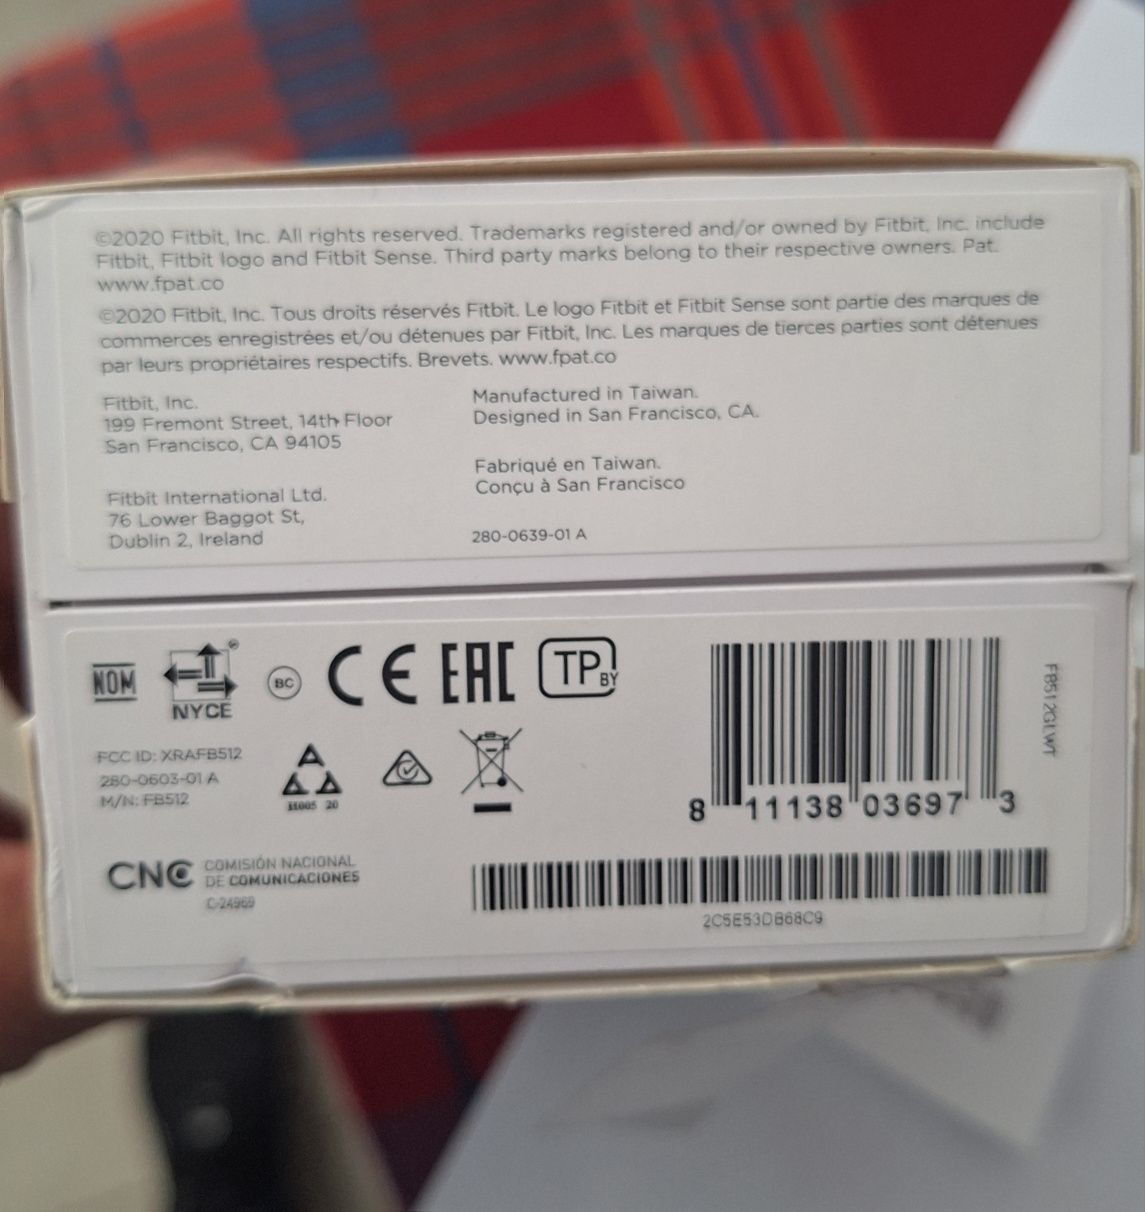 ©2020 Fitbit, Inc. All rights reserved. Trademarks registered and/or owned by Fitbit, Inc. include
Fitbit, Fitbit logo and Fitbit Sense. Third party marks belong to their respective owners. Pat.
www.fpat.co
©2020 Fitbit, Inc. Tous droits réservés Fitbit. Le logo Fitbit et Fitbit Sense sont partie des marques de
commerces enregistrées et/ou détenues par Fitbit, Inc. Les marques de tierces parties sont détenues
par leurs propriétaires respectifs. Brevets. www.fpat.co
Fitbit, Inc.
199 Fremont Street, 14th Floor
San Francisco, CA 94105
Fitbit International Ltd.
76 Lower Baggot St,
Dublin 2, Ireland
Manufactured in Taiwan.
Designed in San Francisco, CA.
Fabriqué en Taiwan.
Conçu à San Francisco
280-0639-01 A
NOM
NYCE
BC
CE
EAC
TP BY
FCC ID: XRAFB512
280-0603-01 A
M/N: FB512
11005 20
CNC COMISIÓN NACIONAL
DE COMUNICACIONES
C-24969
8 11138 03697 3
FB512GLWT
2C5E53DB68C9